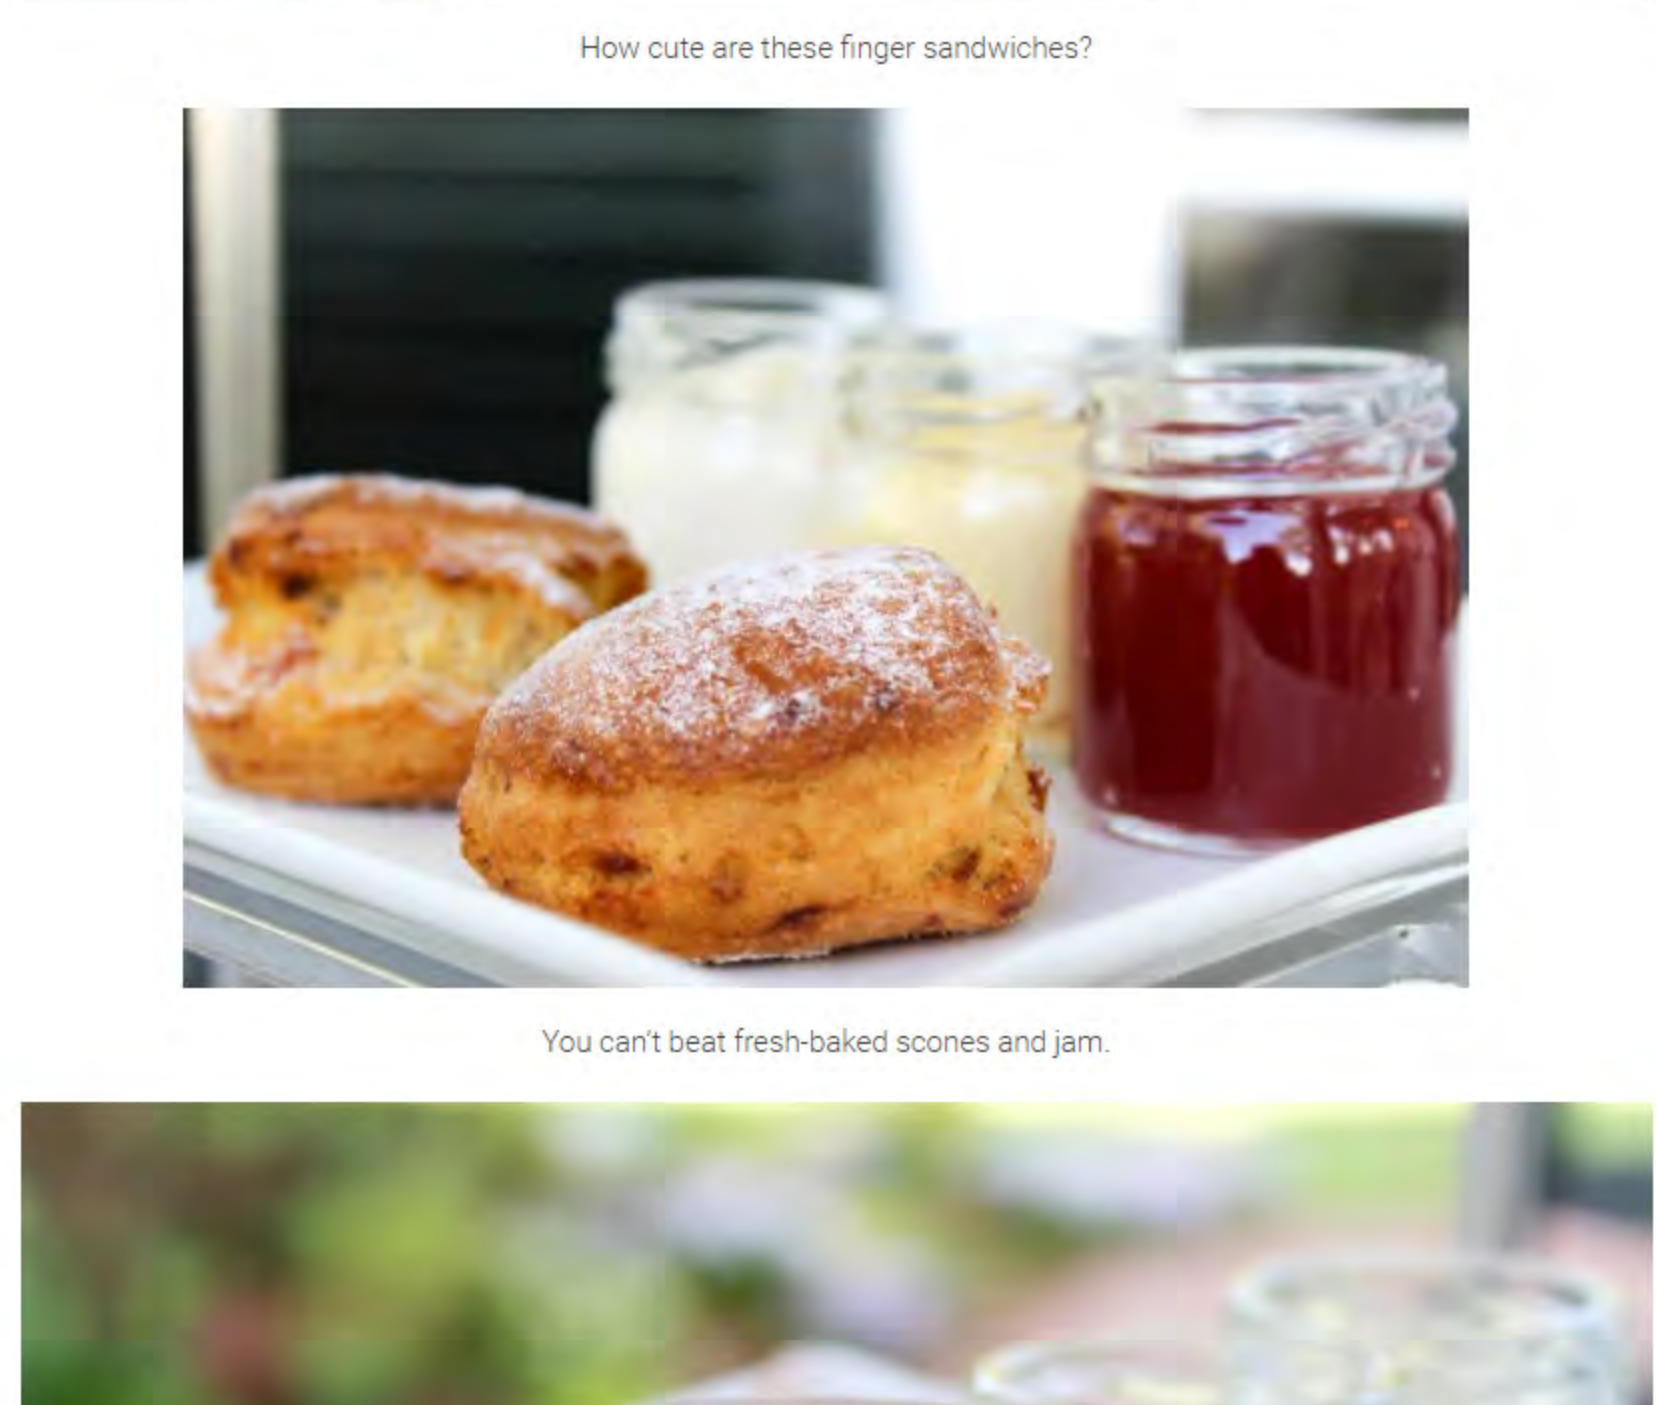 How cute are these finger sandwiches?
You can't beat fresh-baked scones and jam.